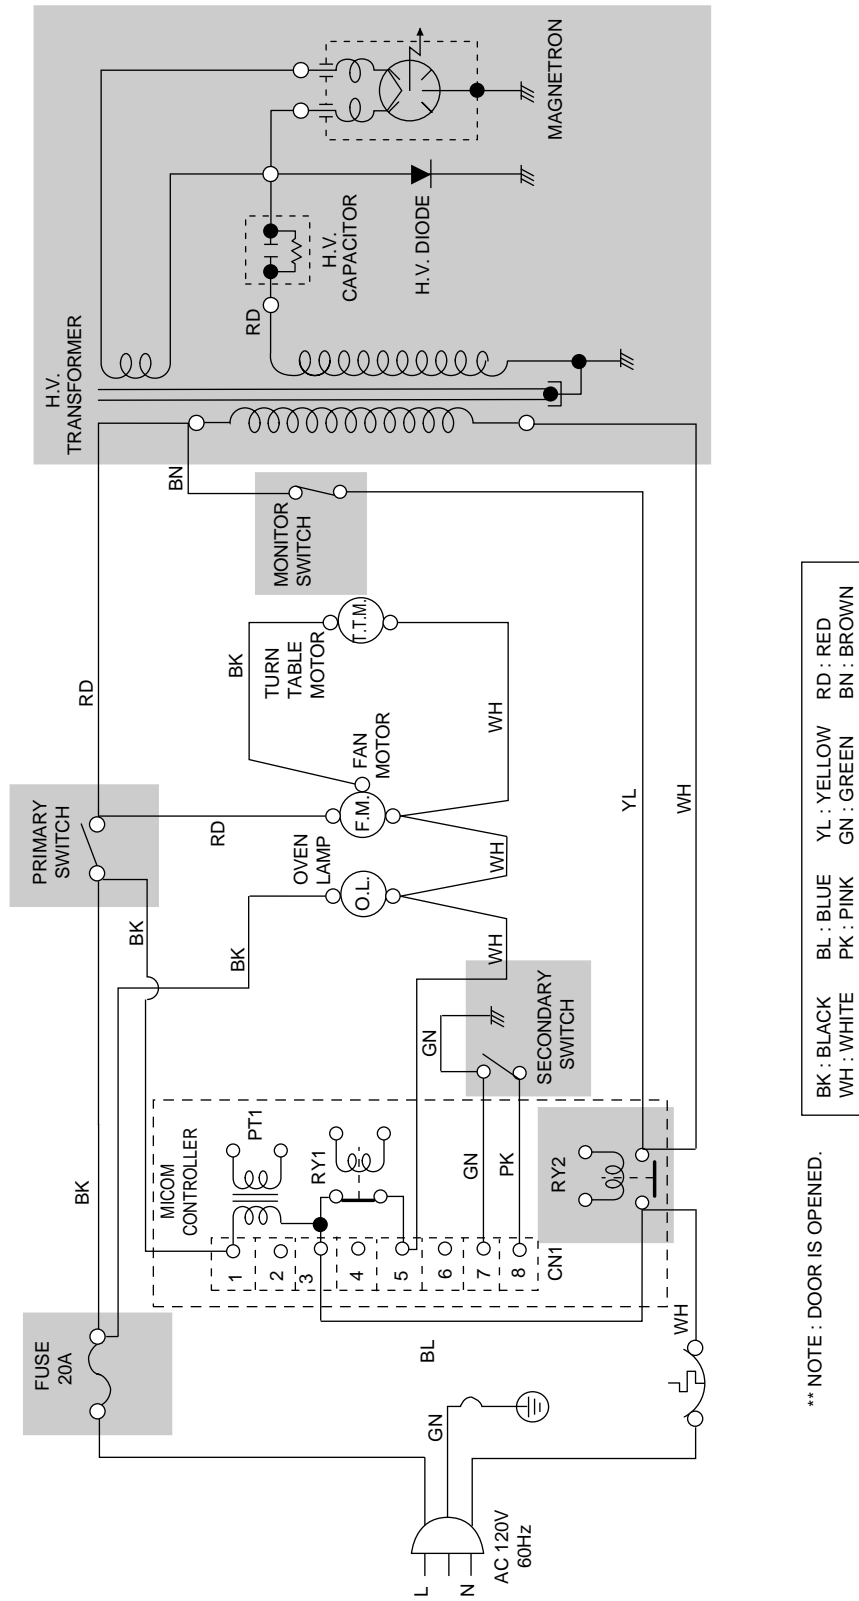 H.V.
TRANSFORMER
RD
H.V.
CAPACITOR
H.V. DIODE
MAGNETRON
BN
MONITOR
SWITCH
RD
BK
TURN
TABLE
MOTOR
T.T.M.
WH
PRIMARY
SWITCH
RD
FAN
MOTOR
F.M.
YL
WH
OVEN
LAMP
O.L.
WH
BK
BK
WH
GN
SECONDARY
SWITCH
BK
MICOM
CONTROLLER
PT1
RY1
GN
PK
RY2
1
2
3
4
5
6
7
8
CN1
FUSE
20A
BL
WH
GN
L
N
AC 120V
60Hz
** NOTE : DOOR IS OPENED.
BK : BLACK BL : BLUE YL : YELLOW RD : RED
WH : WHITE PK : PINK GN : GREEN BN : BROWN